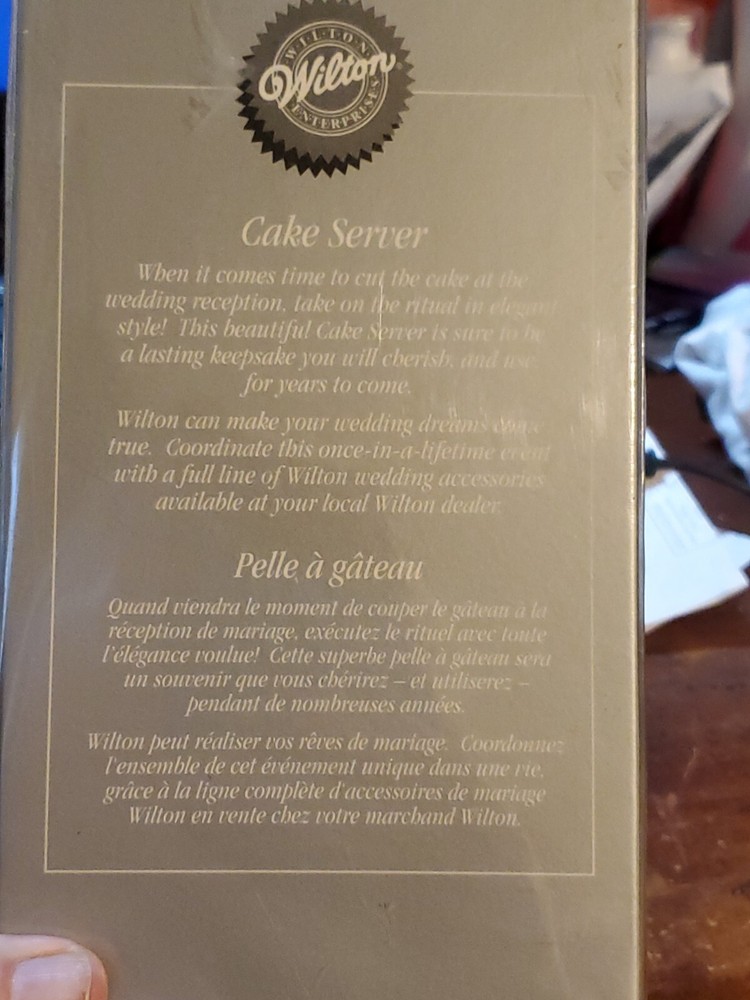 WILTON
Wilton
ENTERPRISES
Cake Server
When it comes time to cut the cake at the
wedding reception, take on the ritual in elegant
style! This beautiful Cake Server is sure to be
a lasting keepsake you will cherish, and use
for years to come.
Wilton can make your wedding dreams come
true. Coordinate this once-in-a-lifetime event
with a full line of Wilton wedding accessories
available at your local Wilton dealer.
Pelle à gâteau
Quand viendra le moment de couper le gâteau à la
réception de mariage, exécutez le rituel avec toute
l'élégance voulue! Cette superbe pelle à gâteau sera
un souvenir que vous chérirez – et utiliserez –
pendant de nombreuses années.
Wilton peut réaliser vos rêves de mariage. Coordonnez
l'ensemble de cet événement unique dans une vie,
grâce à la ligne complète d'accessoires de mariage
Wilton en vente chez votre marchand Wilton.